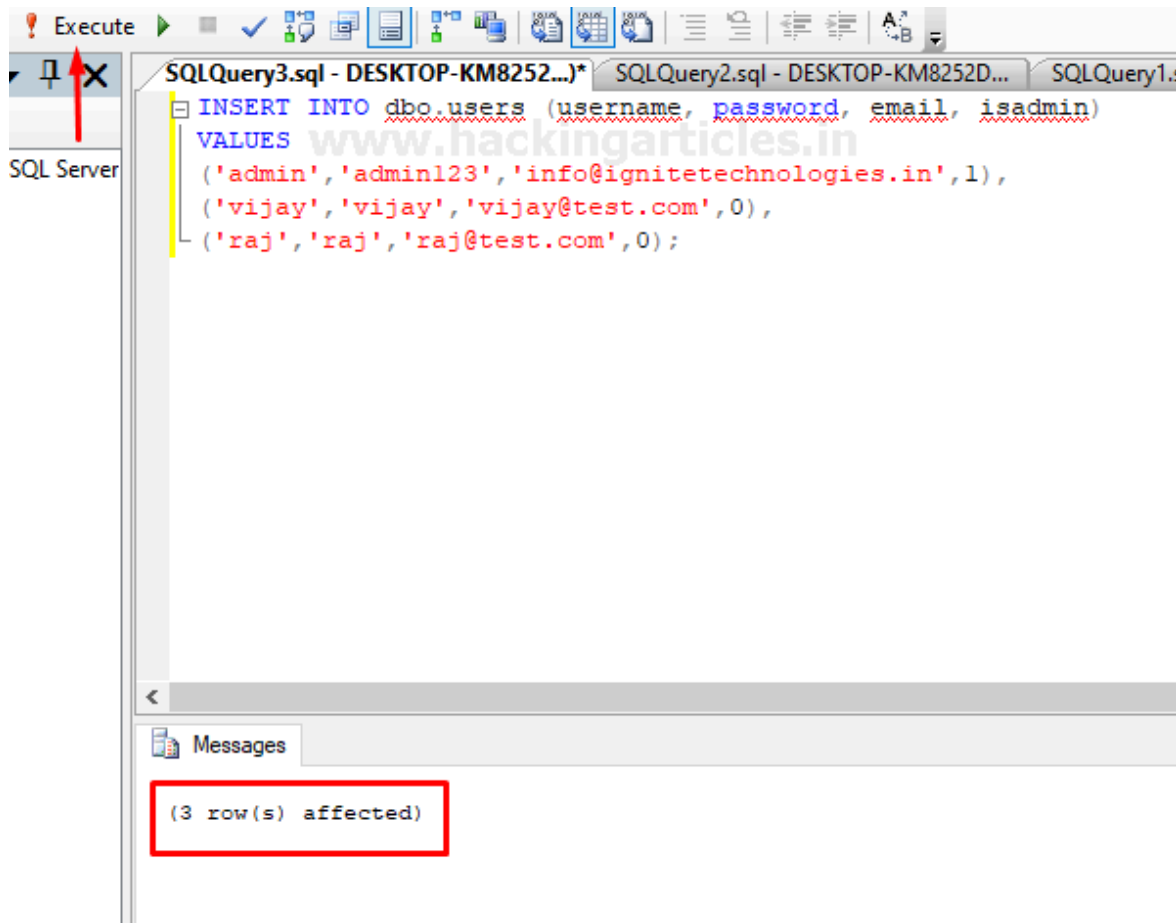 Execute
SQLQuery3.sql - DESKTOP-KM8252...)* SQLQuery2.sql - DESKTOP-KM8252D... SQLQuery1.s
SQL Server
INSERT INTO dbo.users (username, password, email, isadmin)
VALUES
www.hackingarticles.in
('admin','admin123','info@ignitetechnologies.in',1),
('vijay','vijay','vijay@test.com',0),
('raj','raj','raj@test.com',0);
Messages
(3 row(s) affected)